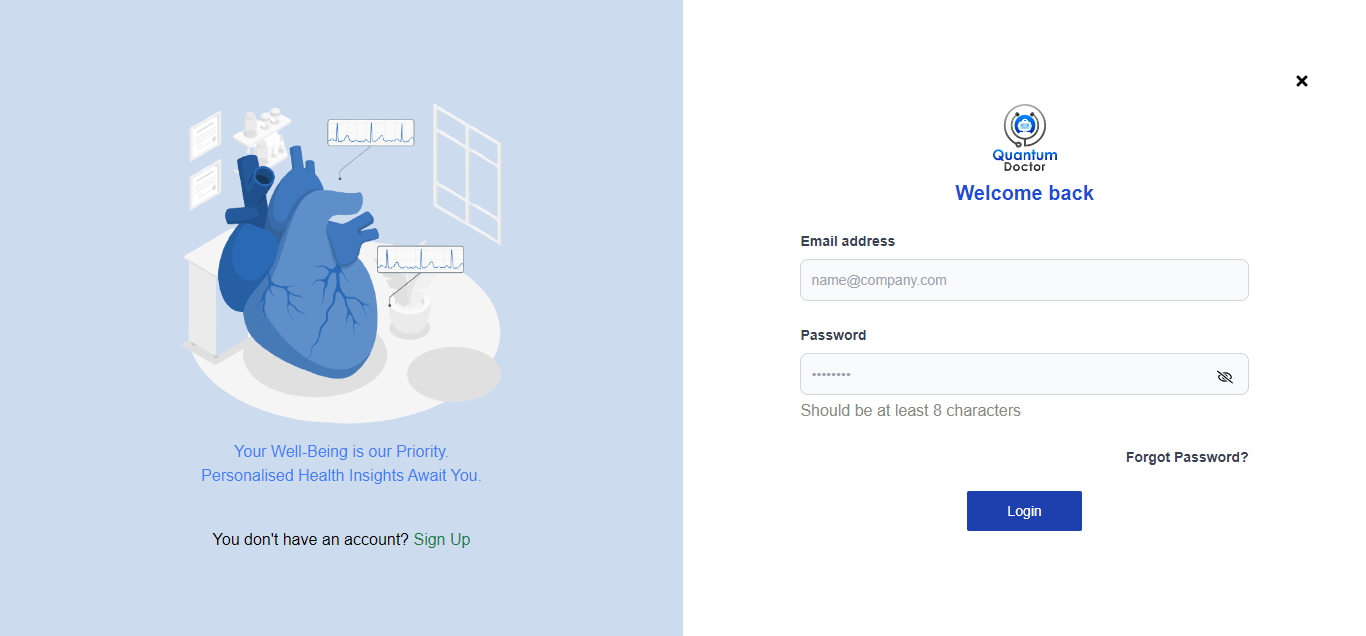 Your Well-Being is our Priority.
Personalised Health Insights Await You.
You don't have an account? Sign Up
Quantum
Doctor
Welcome back
Email address
name@company.com
Password
••••••••
Should be at least 8 characters
Forgot Password?
Login